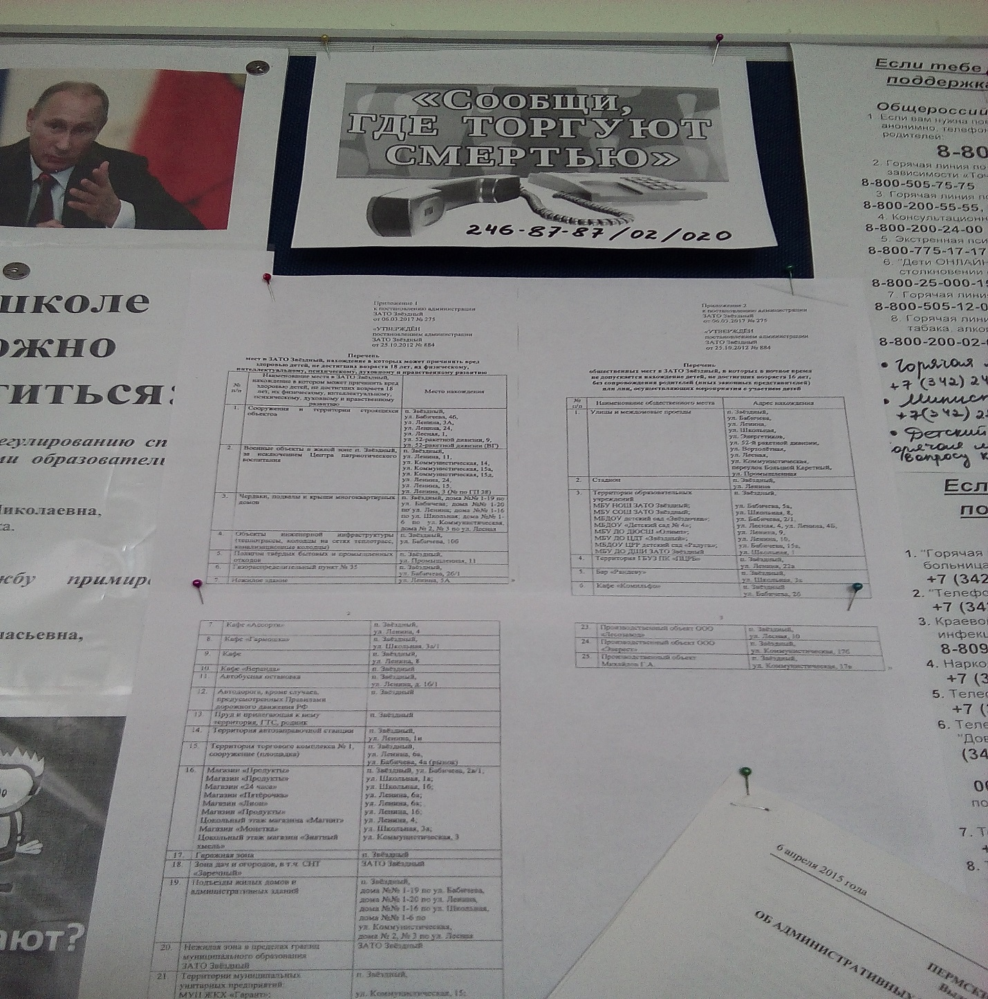 «Сообщи,
ГДЕ ТОРГУЮТ
СМЕРТЬЮ»
246-87-87/02/020
Если тебе
поддержка
Общероссий
1. Если вам нужна
анонимно, телефон
родителей:
8-80
2. Горячая линия по
зависимости «Точ
8-800-505-75-75
3. Горячая линия по
8-800-200-55-55,
4. Консультационн
8-800-200-24-00
5. Экстренная пси
8-800-775-17-17
6. "Дети ОНЛАЙН
столкновении
8-800-25-000-15
7. Горячая лини
8-800-505-12-0
8. Горячая лини
табака, алко
8-800-200-02-
• Горячая
+7 (342) 24
• Минист
+7(342) 2
• Детский
вопросу
Есл
по
1. "Горячая
больница
+7 (342
2. "Телефо
+7 (34
3. Краево
инфекц
8-809
4. Нарко
+7 (3
5. Теле
+7 (
6. Теле
"Дов
(34
по
7. Т
8.
школе
ожно
титься:
егулированию сп
ми образователь
Николаевна,
ка.
жбу примир
насьевна,
ают?
Приложение 1
к постановлению администрации
ЗАТО Звёздный
от 06.03.2017 № 275
«УТВЕРЖДЁН
постановлением администрации
ЗАТО Звёздный
от 25.10.2012 № 884
Перечень
мест в ЗАТО Звёздный, нахождение в которых может причинить вред
здоровью детей, не достигших возраста 18 лет, их физическому,
интеллектуальному, психическому, духовному и нравственному развитию
№ п/п
Наименование места в ЗАТО Звёздный,
нахождение в котором может причинить вред
здоровью детей, не достигших возраста 18
лет, их физическому, интеллектуальному,
психическому, духовному и нравственному
развитию
Место нахождения
1. Сооружения и территории строящихся
объектов
п. Звёздный,
ул. Бабичева, 4б,
ул. Ленина, 3А,
ул. Ленина, 24,
ул. Лесная, 1,
ул. 52-ракетной дивизии, 9,
ул. 52-ракетной дивизии (ВГ)
2. Военные объекты в жилой зоне п. Звёздный,
за исключением Центра патриотического
воспитания
п. Звёздный,
ул. Ленина, 11,
ул. Коммунистическая, 14,
ул. Коммунистическая, 15а,
ул. Коммунистическая, 15д,
ул. Ленина, 24,
ул. Ленина, 15,
ул. Ленина, 3 (№ по ГП 38)
3. Чердаки, подвалы и крыши многоквартирных
домов
п. Звёздный, дома №№ 1-19 по
ул. Бабичева; дома №№ 1-20
по ул. Ленина; дома №№ 1-16
по ул. Школьная; дома №№ 1-
6 по ул. Коммунистическая,
дома № 2, № 3 по ул. Лесная
4. Объекты инженерной инфраструктуры
(теплотрассы, колодцы на сетях теплотрасс,
канализационные колодцы)
п. Звёздный,
ул. Бабичева, 10б
5. Полигон твёрдых бытовых и промышленных
отходов
п. Звёздный,
ул. Промышленная, 11
6. Газораспределительный пункт № 35
п. Звёздный,
ул. Бабичева, 2б/1
7. Нежилое здание
ул. Ленина, 5А
Приложение 2
к постановлению администрации
ЗАТО Звёздный
от 06.03.2017 № 275
«УТВЕРЖДЁН
постановлением администрации
ЗАТО Звёздный
от 25.10.2012 № 884
Перечень
общественных мест в ЗАТО Звёздный, в которых в ночное время
не допускается нахождение детей, не достигших возраста 16 лет,
без сопровождения родителей (иных законных представителей)
или лиц, осуществляющих мероприятия с участием детей
№ п/п
Наименование общественного места
Адрес нахождения
1. Улицы и междомовые проезды
п. Звёздный,
ул. Бабичева,
ул. Ленина,
ул. Школьная,
ул. Энергетиков,
ул. 52-й ракетной дивизии,
ул. Вертолётная,
ул. Лесная,
ул. Коммунистическая,
переулок Большой Каретный,
ул. Промышленная
2. Стадион
п. Звёздный,
ул. Ленина
3. Территории образовательных
учреждений
п. Звёздный,
МБУ НОШ ЗАТО Звёздный; ул. Бабичева, 5а,
МБУ СОШ ЗАТО Звёздный; ул. Школьная, 8,
МБДОУ детский сад «Звёздочка»; ул. Бабичева, 2/1,
МБДОУ «Детский сад № 4»; ул. Лесная, 4, ул. Ленина, 4Б,
МБУ ДО ДЮСШ «Олимп»; ул. Ленина, 9,
МБУ ДО ЦДТ «Звёздный»; ул. Ленина, 10,
МБДОУ ЦРР детский сад «Радуга»; ул. Бабичева, 15а,
МБУ ДО ДШИ ЗАТО Звёздный ул. Школьная, 1
4. Территория ГБУЗ ПК «ПЦРБ»
п. Звёздный,
ул. Ленина, 22а
5. Бар «Рандеву»
п. Звёздный,
ул. Школьная, 3а
6. Кафе «Комильфо»
п. Звёздный
ул. Бабичева, 2б
2
7. Кафе «Ассорти»
п. Звёздный,
ул. Ленина, 4
8. Кафе «Гармошка»
п. Звёздный,
ул. Школьная, 3а/1
9. Кафе
п. Звёздный,
ул. Ленина, 8
10. Кафе «Веранда»
п. Звёздный
11. Автобусная остановка
п. Звёздный,
ул. Ленина, д. 16/1
12. Автодорога, кроме случаев,
предусмотренных Правилами
дорожного движения РФ
п. Звёздный
13. Пруд и прилегающая к нему
территория, ГТС, родник
п. Звёздный
14. Территория автозаправочной станции
п. Звёздный,
ул. Ленина, 1и
15. Территория торгового комплекса № 1,
сооружение (площадка)
п. Звёздный,
ул. Ленина, 6а,
ул. Бабичева, 4а (рынок)
16. Магазин «Продукты» п. Звёздный, ул. Бабичева, 2в/1;
Магазин «Продукты» ул. Школьная, 1а;
Магазин «24 часа» ул. Школьная, 1б;
Магазин «Пятёрочка» ул. Ленина, 6а;
Магазин «Лион» ул. Ленина, 6а;
Магазин «Продукты» ул. Ленина, 16;
Цокольный этаж магазина «Магнит» ул. Ленина, 4;
Магазин «Монетка» ул. Школьная, 3а;
Цокольный этаж магазин «Знатный
хмель»
ул. Коммунистическая, 3
17. Гаражная зона
п. Звёздный
18. Зона дач и огородов, в т.ч. СНТ
«Заречный»
ЗАТО Звёздный
19. Подъезды жилых домов и
административных зданий
п. Звёздный,
дома №№ 1-19 по ул. Бабичева,
дома №№ 1-20 по ул. Ленина,
дома №№ 1-16 по ул. Школьная,
дома №№ 1-6 по
ул. Коммунистическая,
дома № 2, № 3 по ул. Лесная
20. Нежилая зона в пределах границ
муниципального образования
ЗАТО Звёздный
ЗАТО Звёздный
21. Территории муниципальных
унитарных предприятий:
МУП ЖКХ «Гарант»;
п. Звёздный,
ул. Коммунистическая, 15;
3
23. Производственный объект ООО
«Лесозавод»
п. Звёздный,
ул. Лесная, 10
24. Производственный объект ООО
«Эверест»
п. Звёздный,
ул. Коммунистическая, 17б
25. Производственный объект
Михайлов Г.А.
п. Звёздный,
ул. Коммунистическая, 17в
6 апреля 2015 года
ОБ АДМИНИСТРАТИВНЫХ
ПЕРМСК